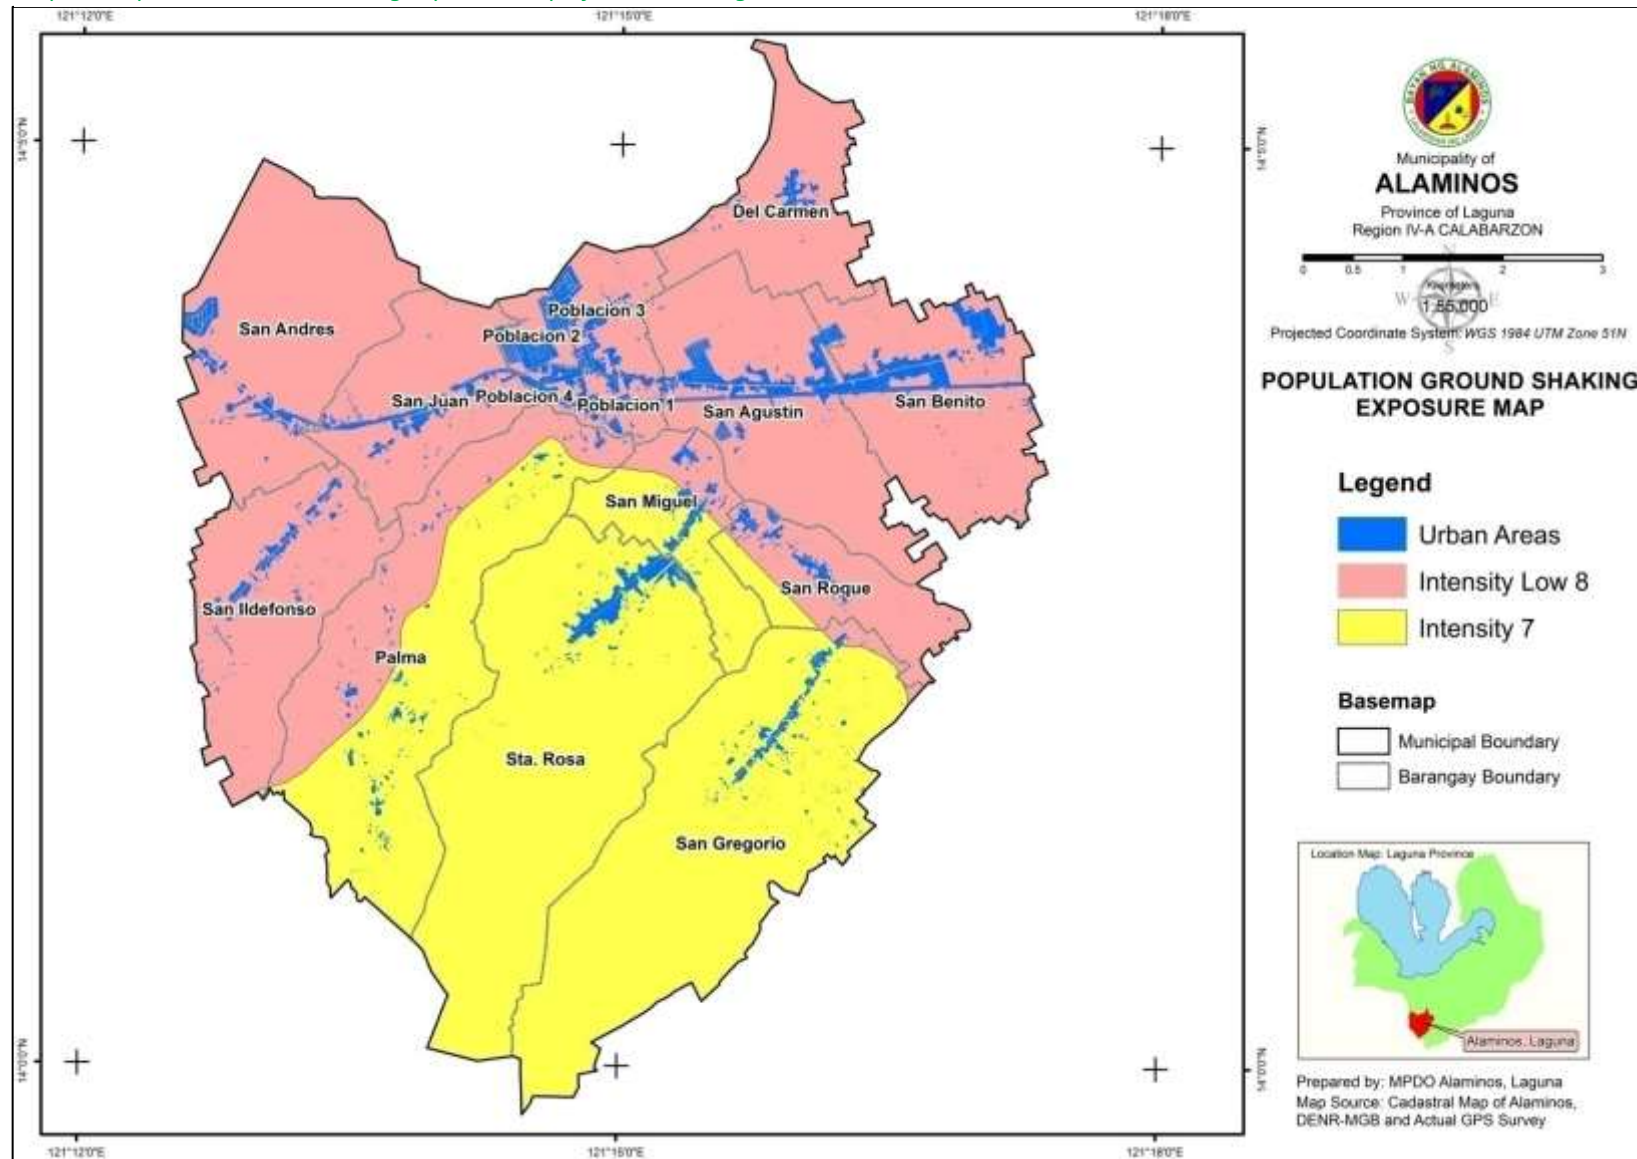 121°12'0"E
121°15'0"E
121°18'0"E
14°5'0"N
14°5'0"N
Del Carmen
San Andres
Poblacion 3
Poblacion 2
San Juan
Poblacion 4
Poblacion 1
San Agustin
San Benito
San Miguel
San Roque
San Ildefonso
Palma
Sta. Rosa
San Gregorio
14°0'0"N
14°0'0"N
121°12'0"E
121°15'0"E
121°18'0"E
BAYAN NG ALAMINOS
Municipality of
ALAMINOS
Province of Laguna
Region IV-A CALABARZON
N
0 0.5 1 2 3
Kilometers
W E
1:55,000
Projected Coordinate System: WGS 1984 UTM Zone 51N
S
POPULATION GROUND SHAKING
EXPOSURE MAP
Legend
Urban Areas
Intensity Low 8
Intensity 7
Basemap
Municipal Boundary
Barangay Boundary
Location Map: Laguna Province
Alaminos, Laguna
Prepared by: MPDO Alaminos, Laguna
Map Source: Cadastral Map of Alaminos,
DENR-MGB and Actual GPS Survey